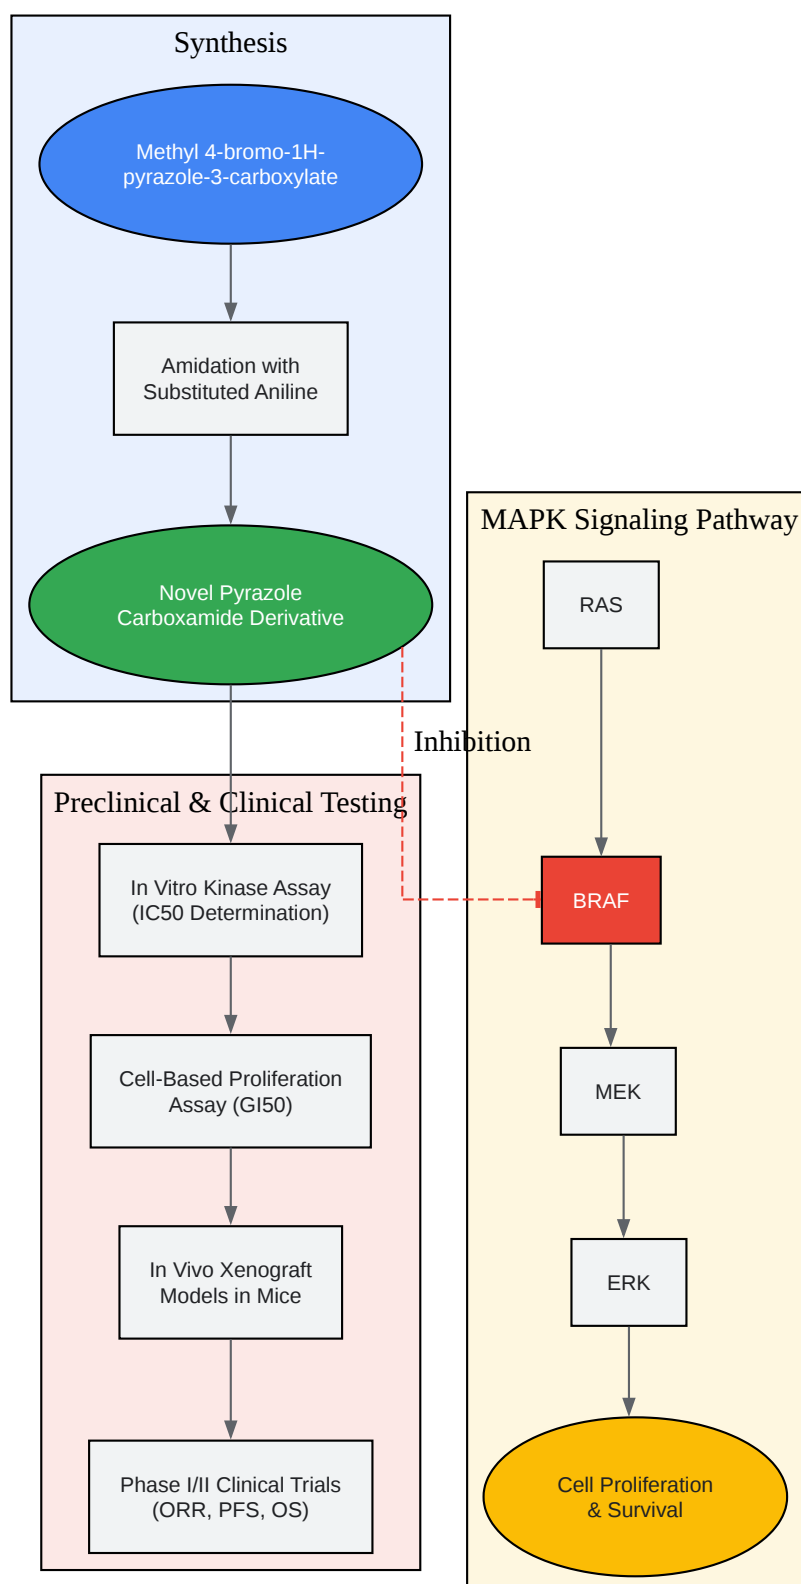 Synthesis
Methyl 4-bromo-1H-
pyrazole-3-carboxylate
Amidation with
Substituted Aniline
Novel Pyrazole
Carboxamide Derivative
Inhibition
Preclinical & Clinical Testing
In Vitro Kinase Assay
(IC50 Determination)
Cell-Based Proliferation
Assay (GI50)
In Vivo Xenograft
Models in Mice
Phase I/II Clinical Trials
(ORR, PFS, OS)
MAPK Signaling Pathway
RAS
BRAF
MEK
ERK
Cell Proliferation
& Survival